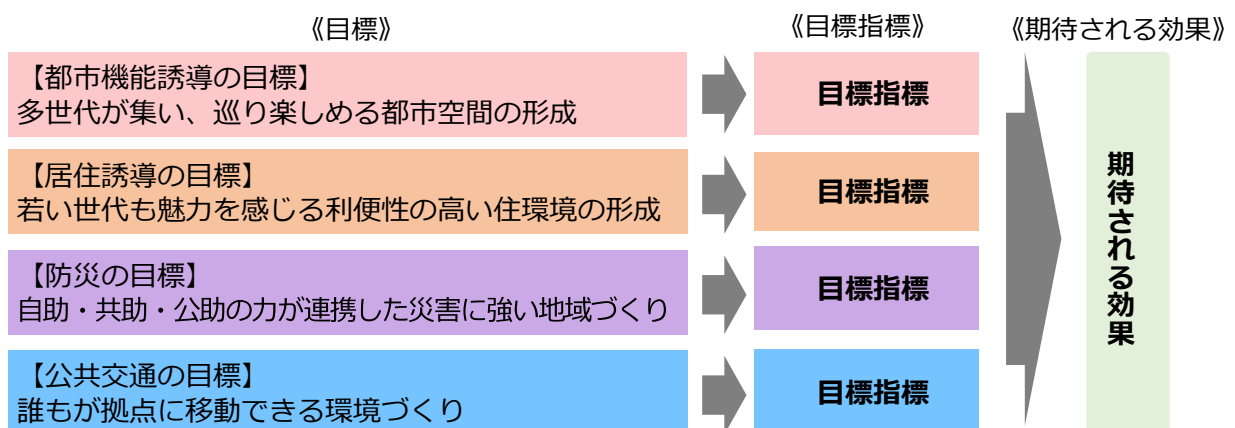 《目標》
《目標指標》
《期待される効果》
【都市機能誘導の目標】
多世代が集い、巡り楽しめる都市空間の形成
目標指標
【居住誘導の目標】
若い世代も魅力を感じる利便性の高い住環境の形成
目標指標
【防災の目標】
自助・共助・公助の力が連携した災害に強い地域づくり
目標指標
【公共交通の目標】
誰もが拠点に移動できる環境づくり
目標指標
期待される効果